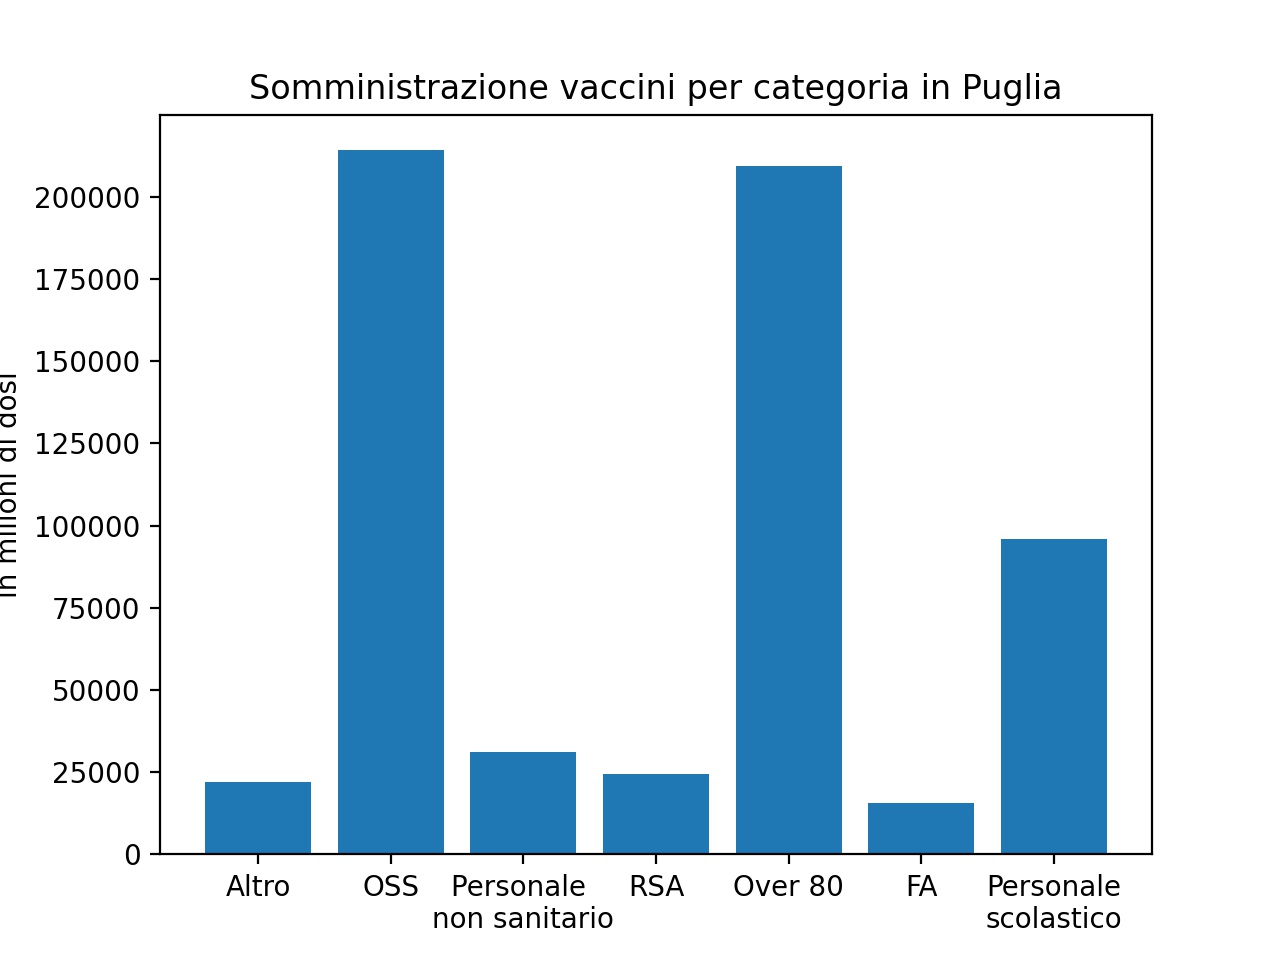 Somministrazione vaccini per categoria in Puglia
200000
175000
150000
125000
100000
75000
50000
25000
0
In milioni di dosi
Altro
OSS
Personale
non sanitario
RSA
Over 80
FA
Personale
scolastico